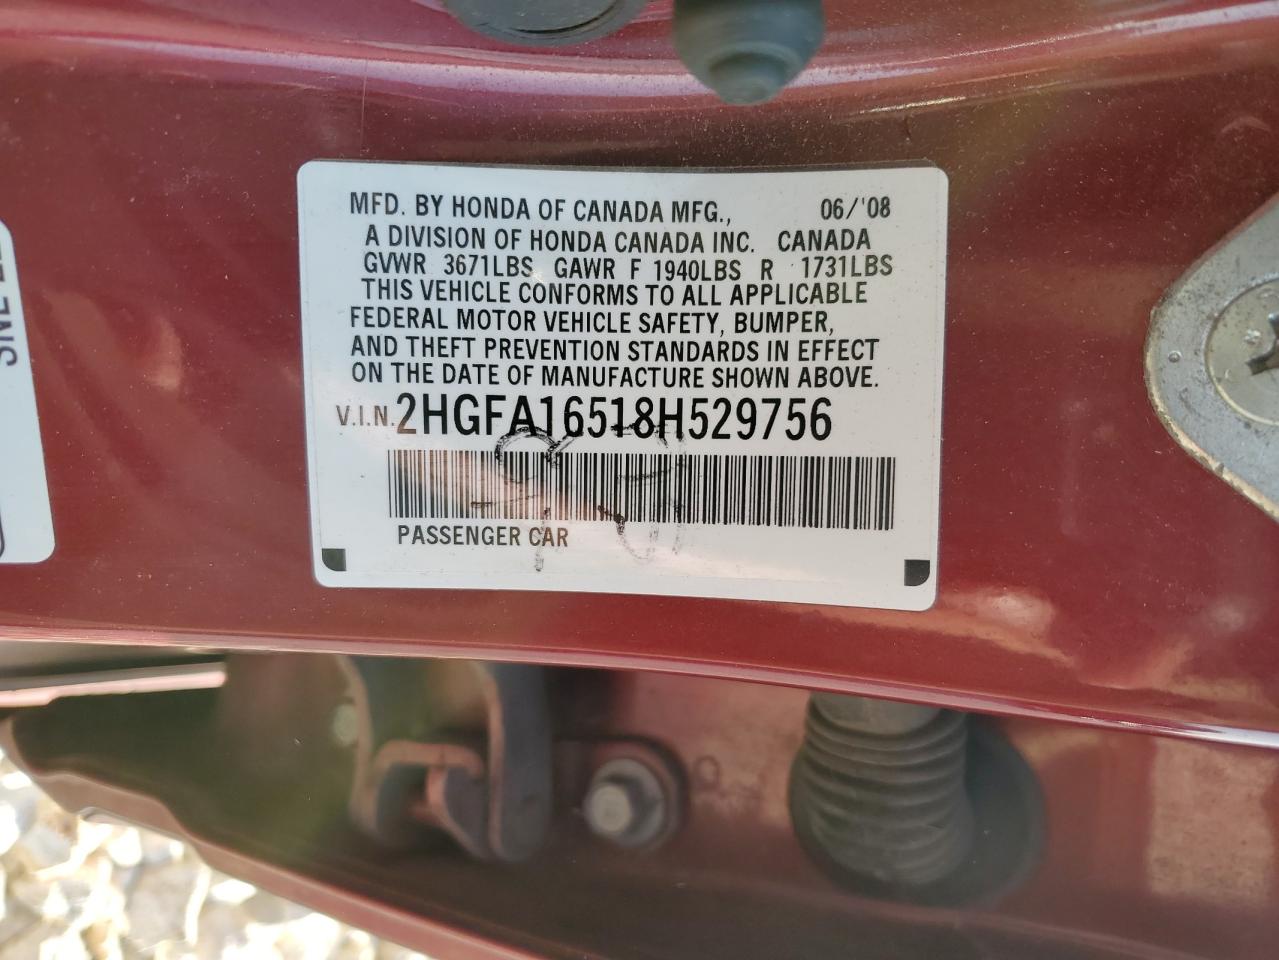 MFD. BY HONDA OF CANADA MFG., 06/'08
A DIVISION OF HONDA CANADA INC. CANADA
GVWR 3671LBS GAWR F 1940LBS R 1731LBS
THIS VEHICLE CONFORMS TO ALL APPLICABLE
FEDERAL MOTOR VEHICLE SAFETY, BUMPER,
AND THEFT PREVENTION STANDARDS IN EFFECT
ON THE DATE OF MANUFACTURE SHOWN ABOVE.
V.I.N. 2HGFA16518H529756
PASSENGER CAR